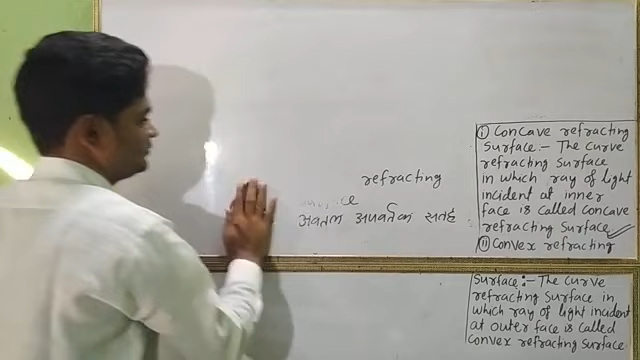 refracting
अवतल अपवर्तक सतह
(i) Concave refracting
Surface:- The curve
refracting surface
in which ray of light
incident at inner
face is called concave
refracting surface
(ii) Convex refracting
Surface:- The curve
refracting surface in
which ray of light incident
at outer face is called
Convex refracting surface